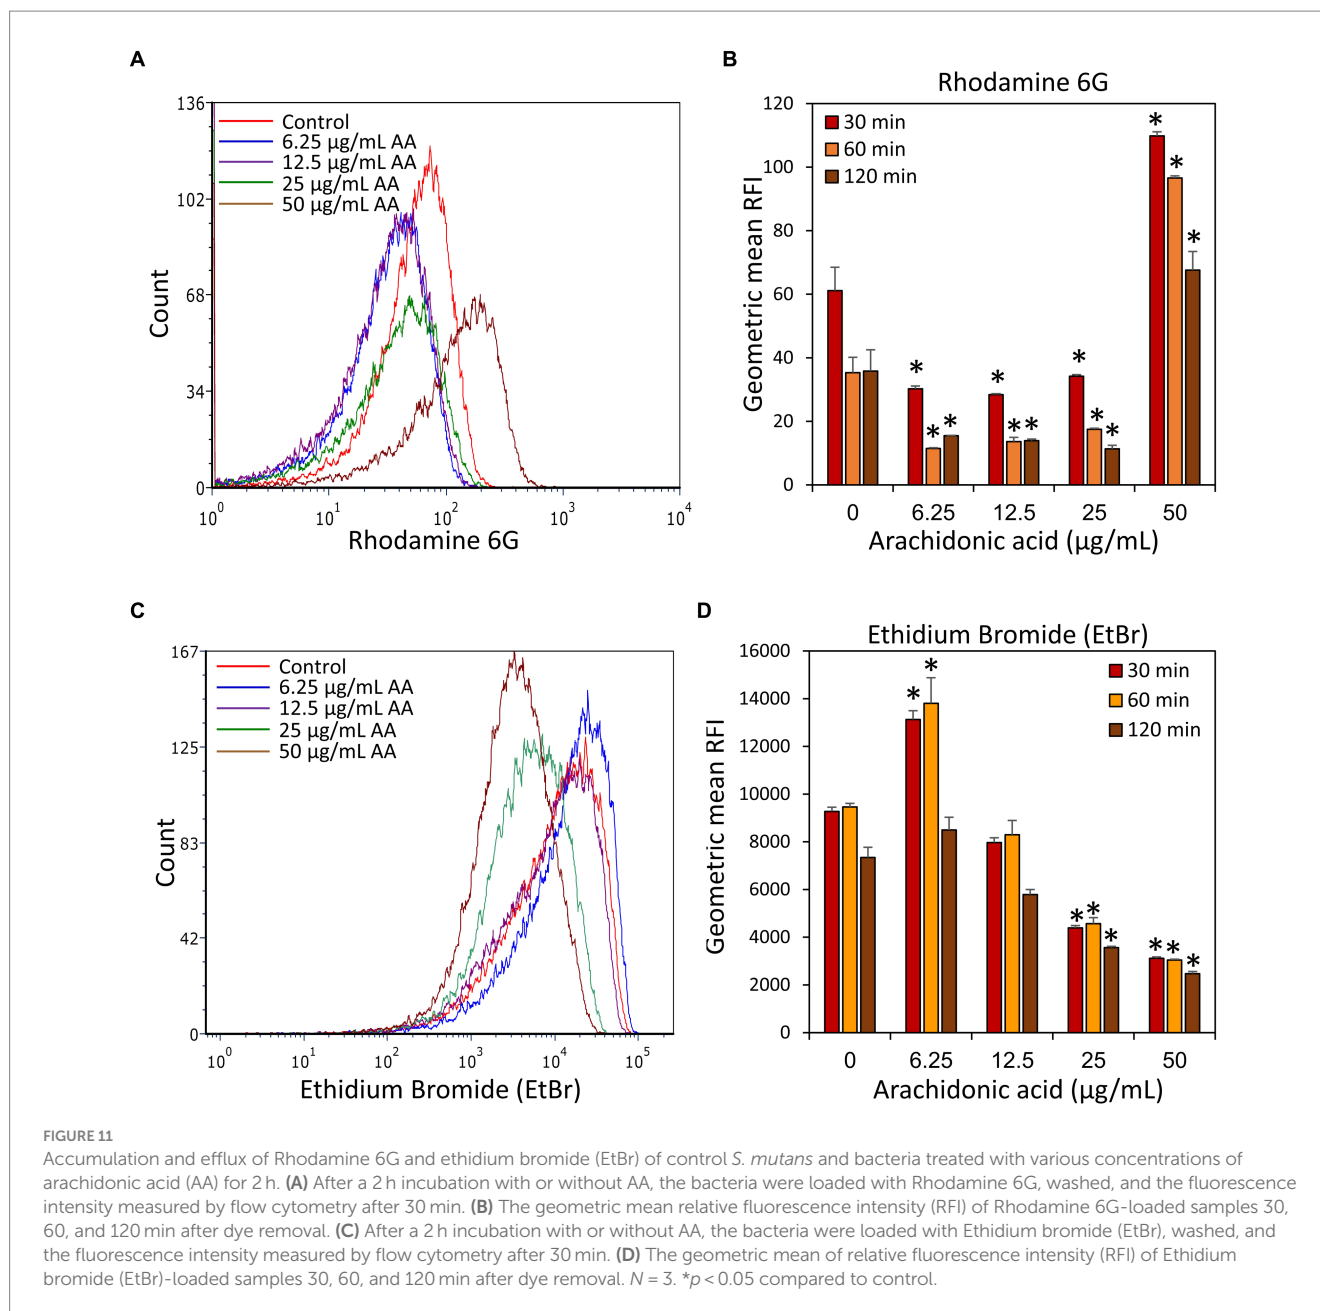 A
136
102
68
34
0
Count
Control
6.25 µg/mL AA
12.5 µg/mL AA
25 µg/mL AA
50 µg/mL AA
10^0
10^1
10^2
10^3
10^4
Rhodamine 6G
B
Rhodamine 6G
120
100
80
60
40
20
0
Geometric mean RFI
30 min
60 min
120 min
* * * * * * * * * * * *
0 6.25 12.5 25 50
Arachidonic acid (µg/mL)
C
167
125
83
42
0
Count
Control
6.25 µg/mL AA
12.5 µg/mL AA
25 µg/mL AA
50 µg/mL AA
10^0
10^1
10^2
10^3
10^4
10^5
Ethidium Bromide (EtBr)
D
Ethidium Bromide (EtBr)
16000
14000
12000
10000
8000
6000
4000
2000
0
Geometric mean RFI
30 min
60 min
120 min
* * * * * * * *
0 6.25 12.5 25 50
Arachidonic acid (µg/mL)
FIGURE 11
Accumulation and efflux of Rhodamine 6G and ethidium bromide (EtBr) of control S. mutans and bacteria treated with various concentrations of
arachidonic acid (AA) for 2 h. (A) After a 2 h incubation with or without AA, the bacteria were loaded with Rhodamine 6G, washed, and the fluorescence
intensity measured by flow cytometry after 30 min. (B) The geometric mean relative fluorescence intensity (RFI) of Rhodamine 6G-loaded samples 30,
60, and 120 min after dye removal. (C) After a 2 h incubation with or without AA, the bacteria were loaded with Ethidium bromide (EtBr), washed, and
the fluorescence intensity measured by flow cytometry after 30 min. (D) The geometric mean of relative fluorescence intensity (RFI) of Ethidium
bromide (EtBr)-loaded samples 30, 60, and 120 min after dye removal. N = 3. *p < 0.05 compared to control.